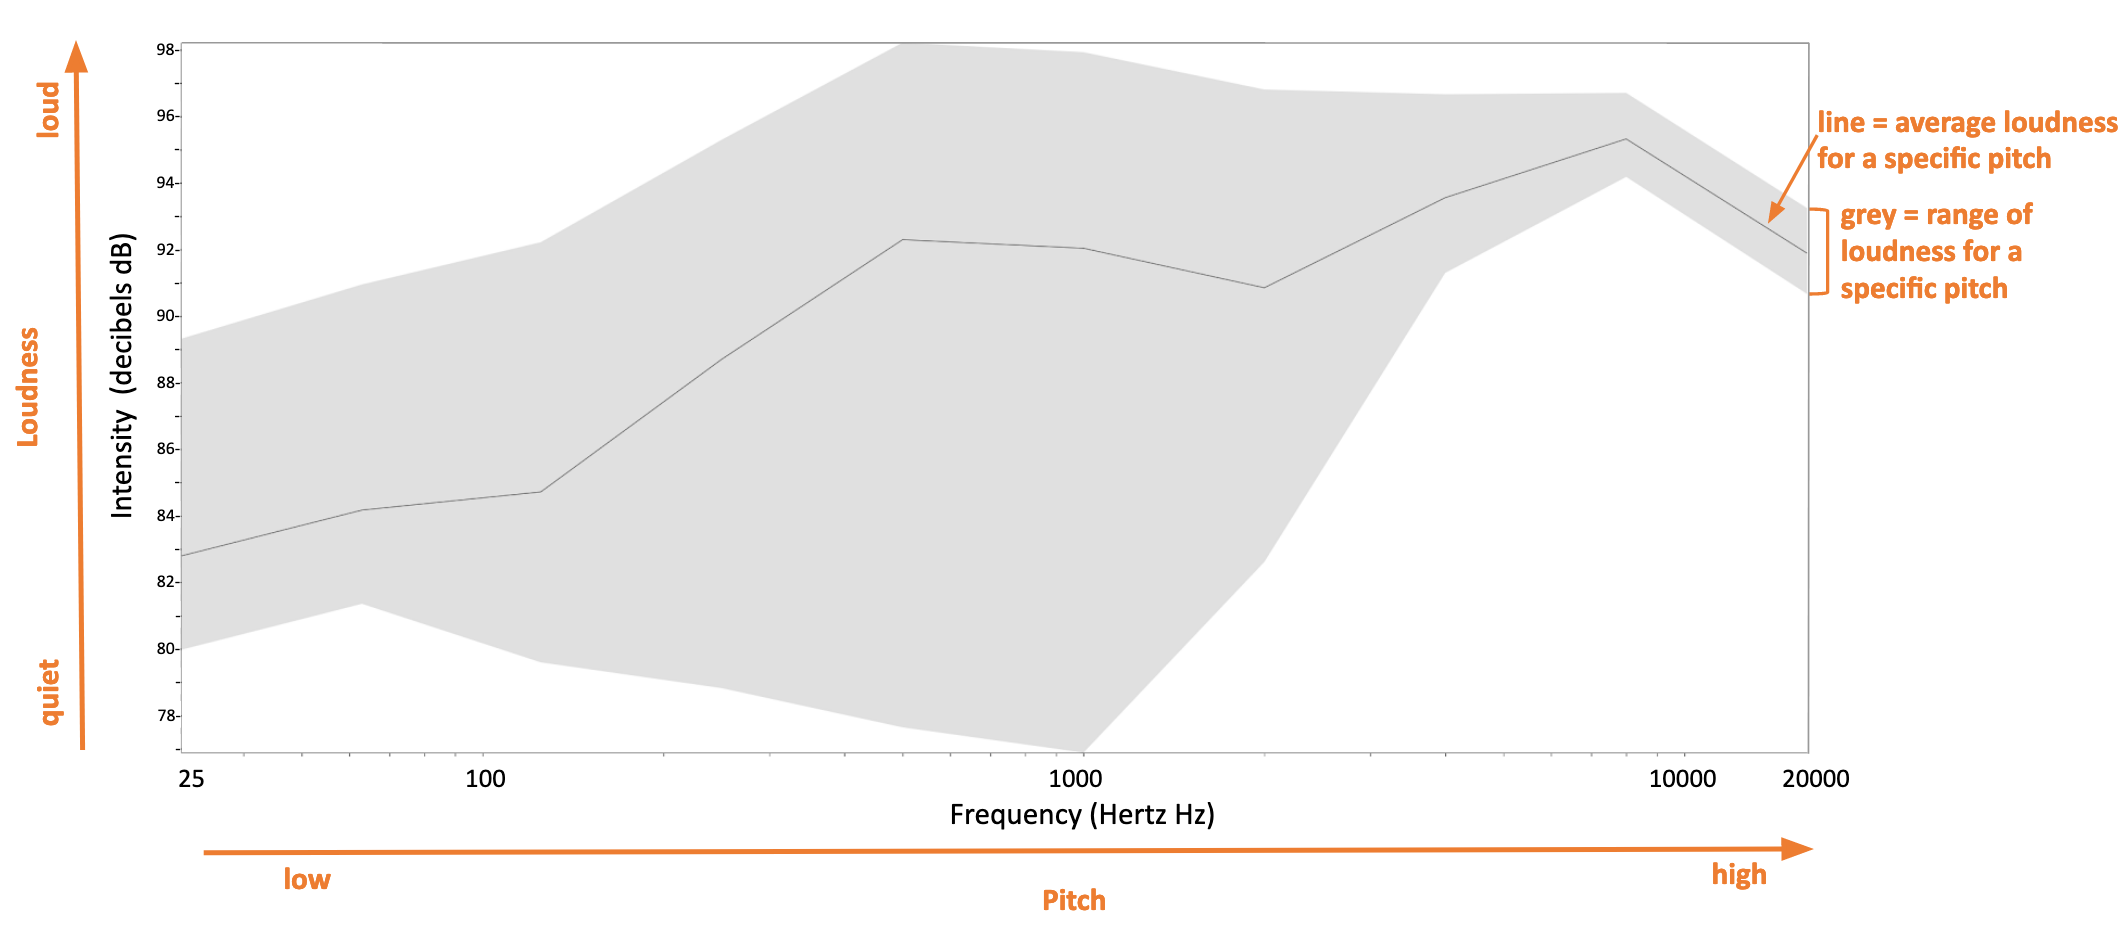 98
96
94
92
90
88
86
84
82
80
78
loud
Loudness
quiet
Intensity (decibels dB)
line = average loudness
for a specific pitch
grey = range of
loudness for a
specific pitch
25 100 1000 10000 20000
Frequency (Hertz Hz)
low
high
Pitch